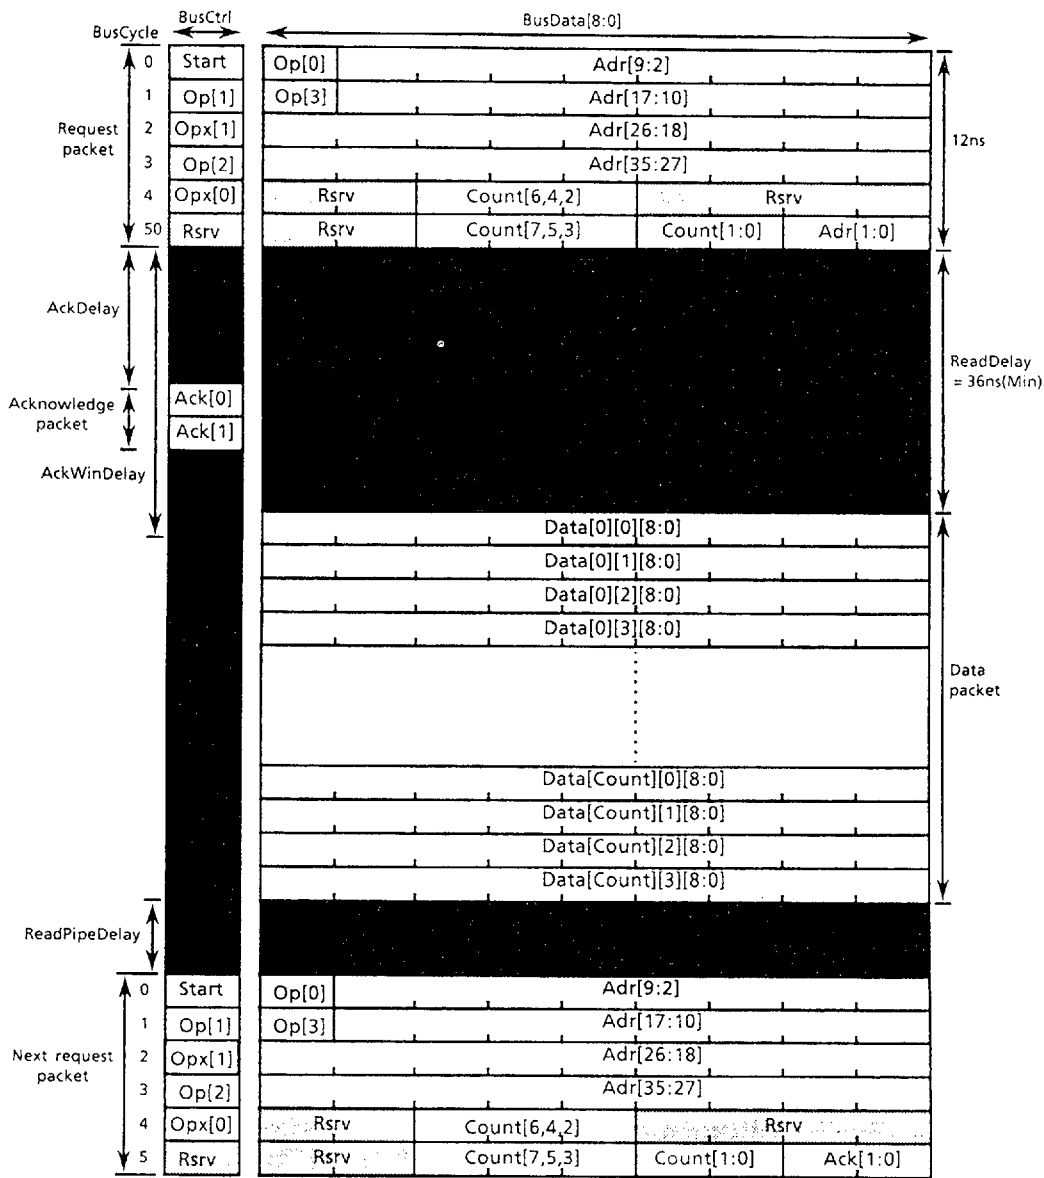 BusCtrl BusData[8:0]
BusCycle
0 Start Op[0] Adr[9:2]
1 Op[1] Op[3] Adr[17:10]
Request packet
2 Opx[1] Adr[26:18]
12ns
3 Op[2] Adr[35:27]
4 Opx[0] Rsrv Count[6,4,2] Rsrv
50 Rsrv Rsrv Count[7,5,3] Count[1:0] Adr[1:0]
AckDelay
ReadDelay
= 36ns(Min)
Acknowledge
packet
Ack[0]
Ack[1]
AckWinDelay
Data[0][0][8:0]
Data[0][1][8:0]
Data[0][2][8:0]
Data[0][3][8:0]
Data
packet
Data[Count][0][8:0]
Data[Count][1][8:0]
Data[Count][2][8:0]
Data[Count][3][8:0]
ReadPipeDelay
0 Start Op[0] Adr[9:2]
1 Op[1] Op[3] Adr[17:10]
Next request
packet
2 Opx[1] Adr[26:18]
3 Op[2] Adr[35:27]
4 Opx[0] Rsrv Count[6,4,2] Rsrv
5 Rsrv Rsrv Count[7,5,3] Count[1:0] Ack[1:0]